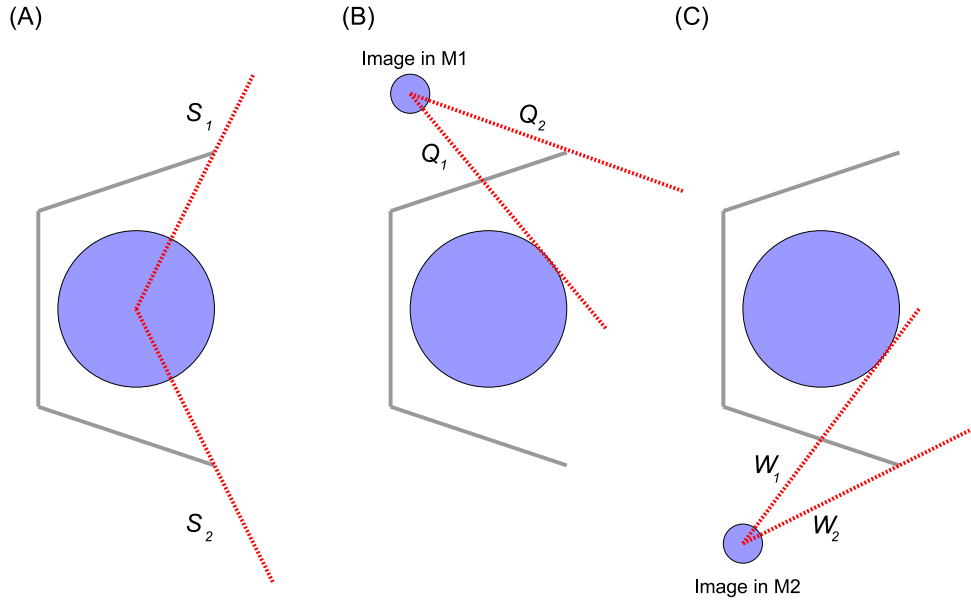 (A)
(B)
(C)
Image in M1
S1
Q2
Q1
W1
S2
W2
Image in M2